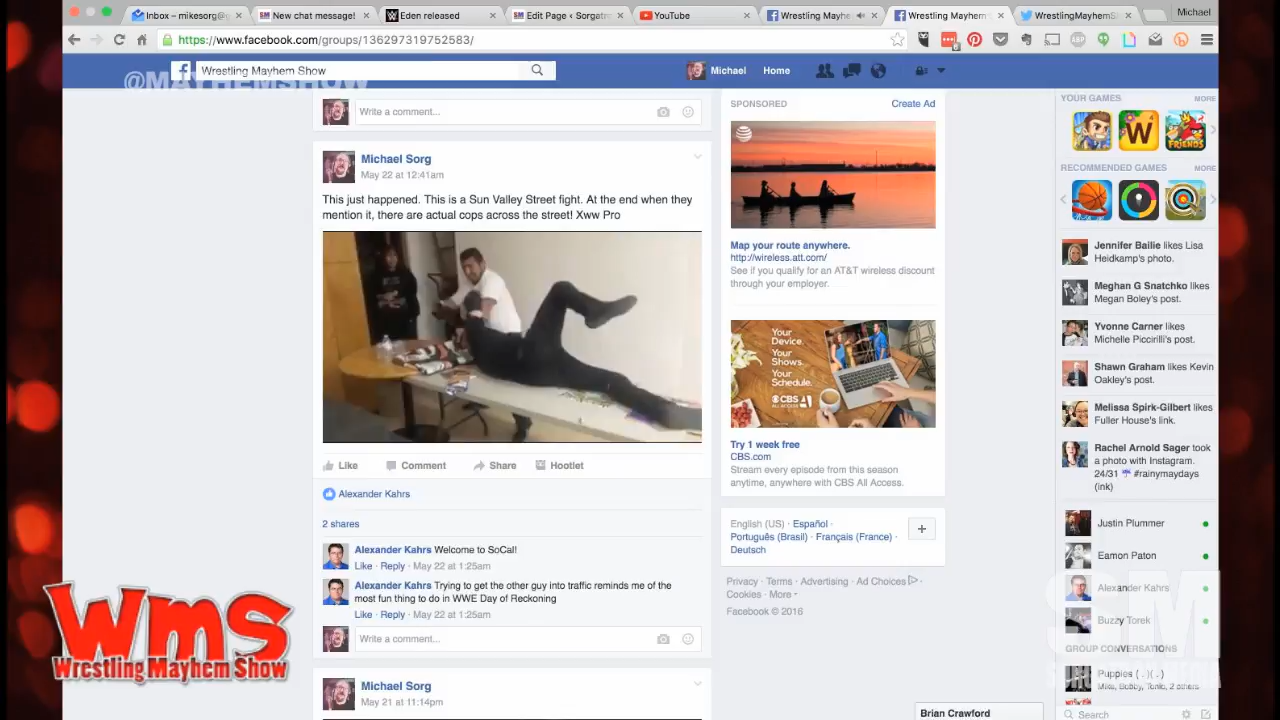 Inbox – mikesorg@g
New chat message!
Eden released
Edit Page ‹ Sorgatr
YouTube
Wrestling Mayhe
Wrestling Mayhem
WrestlingMayhemS
Michael
https://www.facebook.com/groups/136297319752583/
@MAYHEMSHOW
Wrestling Mayhem Show
Michael
Home
Write a comment...
Michael Sorg
May 22 at 12:41am
This just happened. This is a Sun Valley Street fight. At the end when they
mention it, there are actual cops across the street! Xww Pro
Like
Comment
Share
Hootlet
Alexander Kahrs
2 shares
Alexander Kahrs Welcome to SoCal!
Like · Reply · May 22 at 1:25am
Alexander Kahrs Trying to get the other guy into traffic reminds me of the
most fun thing to do in WWE Day of Reckoning
Like · Reply · May 22 at 1:25am
Write a comment...
Michael Sorg
May 21 at 11:14pm
SPONSORED
Create Ad
Map your route anywhere.
http://wireless.att.com/
See if you qualify for an AT&T wireless discount
through your employer.
Your
Device.
Your
Shows.
Your
Schedule.
CBS
ALL ACCESS
Try 1 week free
CBS.com
Stream every episode from this season
anytime, anywhere with CBS All Access.
English (US) · Español ·
Português (Brasil) · Français (France) ·
Deutsch
Privacy · Terms · Advertising · Ad Choices ·
Cookies · More
Facebook © 2016
YOUR GAMES
MORE
W
FRIENDS
RECOMMENDED GAMES
MORE
Jennifer Bailie likes Lisa
Heidkamp's photo.
Meghan G Snatchko likes
Megan Boley's post.
Yvonne Carner likes
Michelle Piccirilli's post.
Shawn Graham likes Kevin
Oakley's post.
Melissa Spirk-Gilbert likes
Fuller House's link.
Rachel Arnold Sager took
a photo with Instagram.
24/31 ☔ #rainymaydays
(ink)
Justin Plummer
Eamon Paton
Alexander Kahrs
Buzzy Torek
GROUP CONVERSATIONS
Puppies ( . )( . )
Mike, Bobby, Tonic, 2 others
Search
Brian Crawford
Wms
Wrestling Mayhem Show